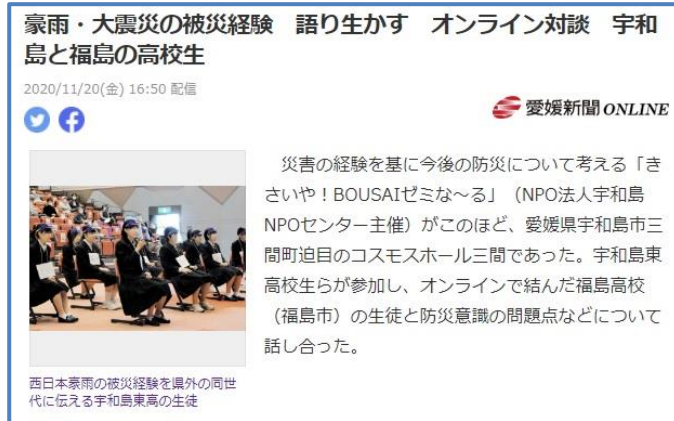 豪雨・大震災の被災経験　語り生かす　オンライン対談　宇和
島と福島の高校生
2020/11/20(金) 16:50 配信
愛媛新聞ONLINE
災害の経験を基に今後の防災について考える「き
さいや！BOUSAIゼミな～る」（NPO法人宇和島
NPOセンター主催）がこのほど、愛媛県宇和島市三
間町迫目のコスモスホール三間であった。宇和島東
高校生らが参加し、オンラインで結んだ福島高校
（福島市）の生徒と防災意識の問題点などについて
話し合った。
西日本豪雨の被災経験を県外の同世
代に伝える宇和島東高の生徒